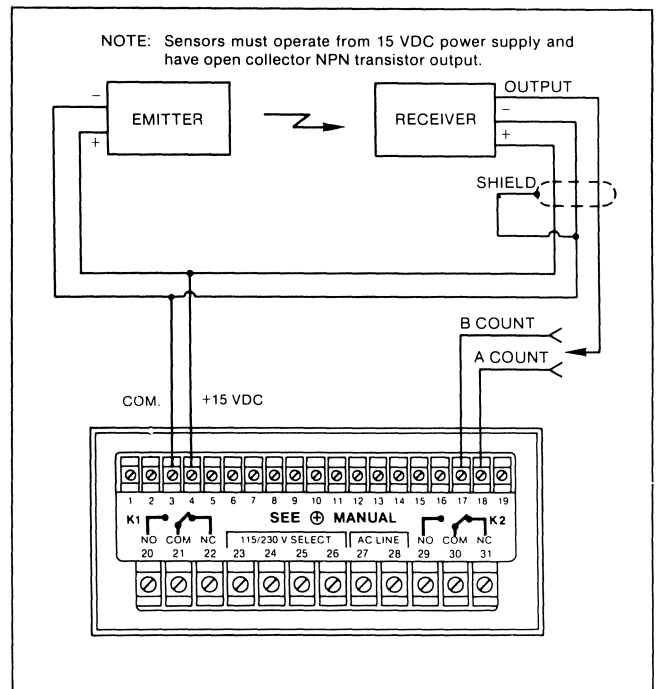 NOTE: Sensors must operate from 15 VDC power supply and
have open collector NPN transistor output.
OUTPUT
− −
EMITTER RECEIVER
+ +
SHIELD
B COUNT
A COUNT
COM. +15 VDC
1 2 3 4 5 6 7 8 9 10 11 12 13 14 15 16 17 18 19
K1 SEE ⊕ MANUAL K2
NO COM NC 115/230 V SELECT AC LINE NO COM NC
20 21 22 23 24 25 26 27 28 29 30 31